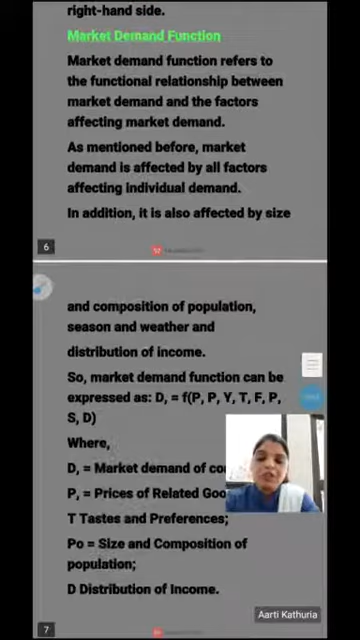 right-hand side.
Market Demand Function
Market demand function refers to
the functional relationship between
market demand and the factors
affecting market demand.
As mentioned before, market
demand is affected by all factors
affecting individual demand.
In addition, it is also affected by size
6
and composition of population,
season and weather and
distribution of income.
So, market demand function can be
expressed as: D, = f(P, P, Y, T, F, P,
S, D)
Where,
D, = Market demand of
P, = Prices of Related
T Tastes and Preferences;
Po = Size and Composition of
population;
D Distribution of Income.
Aarti Kathuria
7